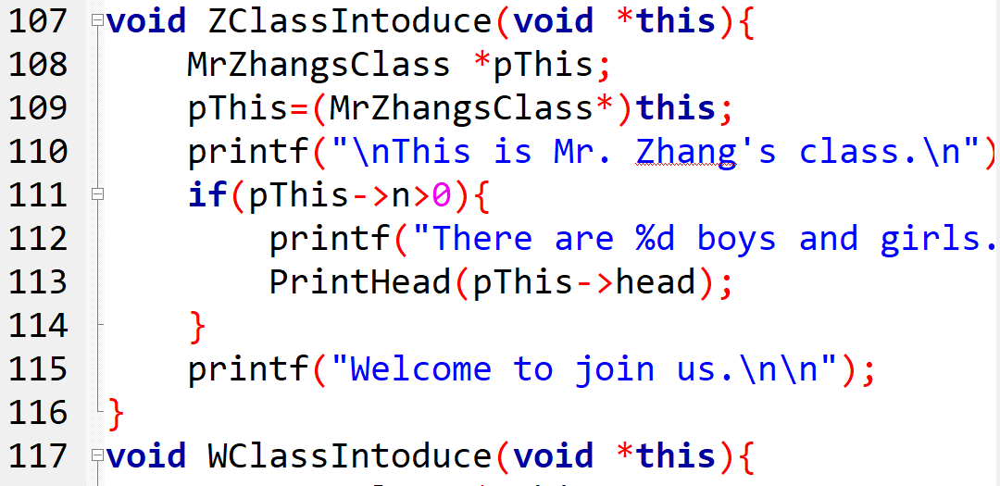 107 void ZClassIntoduce(void *this){
108 MrZhangsClass *pThis;
109 pThis=(MrZhangsClass*)this;
110 printf("\nThis is Mr. Zhang's class.\n")
111 if(pThis->n>0){
112 printf("There are %d boys and girls.
113 PrintHead(pThis->head);
114 }
115 printf("Welcome to join us.\n\n");
116 }
117 void WClassIntoduce(void *this){